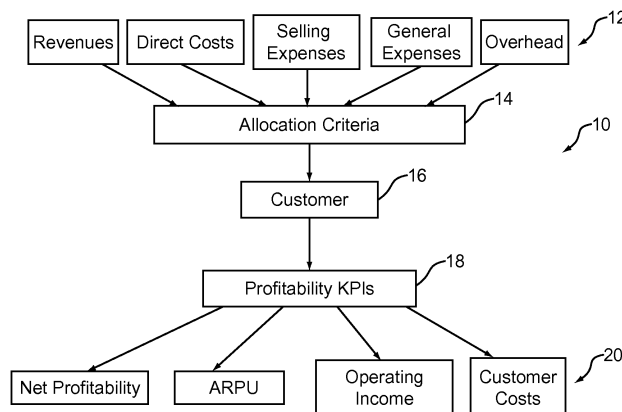 Revenues
Direct Costs
Selling
Expenses
General
Expenses
Overhead
12
Allocation Criteria
14
10
Customer
16
Profitability KPIs
18
Net Profitability
ARPU
Operating
Income
Customer
Costs
20